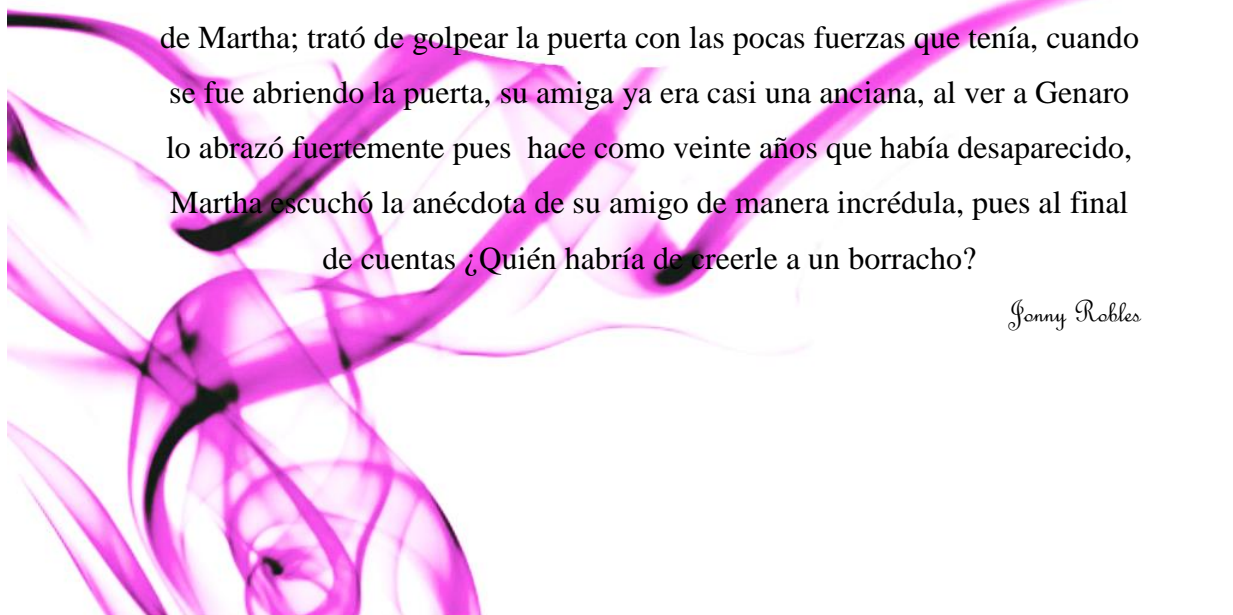 de Martha; trató de golpear la puerta con las pocas fuerzas que tenía, cuando
se fue abriendo la puerta, su amiga ya era casi una anciana, al ver a Genaro
lo abrazó fuertemente pues  hace como veinte años que había desaparecido,
Martha escuchó la anécdota de su amigo de manera incrédula, pues al final
de cuentas ¿Quién habría de creerle a un borracho?
Jonny Robles